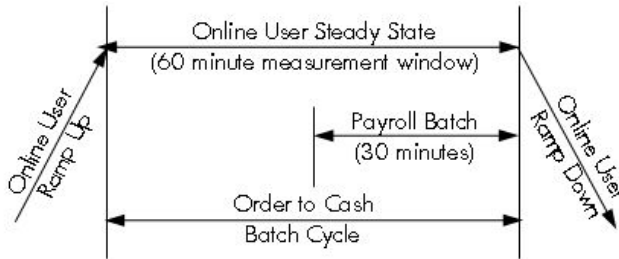 Online User Steady State
(60 minute measurement window)
Online User
Ramp Up
Payroll Batch
(30 minutes)
Online User
Ramp Down
Order to Cash
Batch Cycle